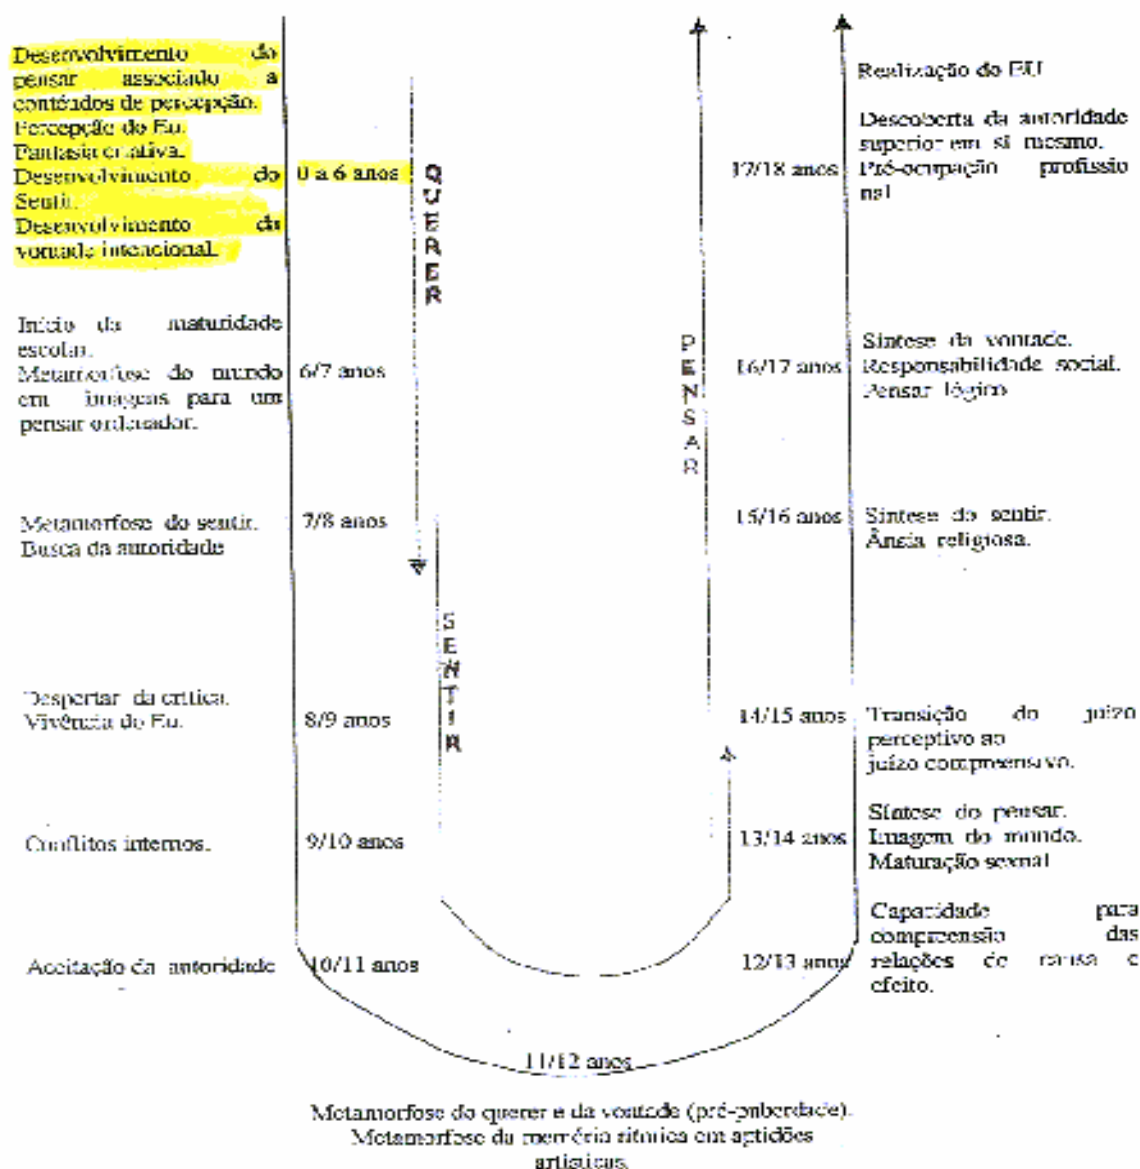 Desenvolvimento do
pensar associado a
conteúdos de percepção.
Percepção do Eu.
Fantasia criativa.
Desenvolvimento do
Sentir.
Desenvolvimento da
vontade intencional.
0 a 6 anos
Início da maturidade
escolar.
Metamorfose do mundo
em imagens para um
pensar ordenador.
6/7 anos
Metamorfose do sentir.
Busca da autoridade
7/8 anos
Despertar da crítica.
Vivência do Eu.
8/9 anos
Conflitos internos.
9/10 anos
Aceitação da autoridade
10/11 anos
QUERER
SENTIR
PENSAR
11/12 anos
Metamorfose do querer e da vontade (pré-puberdade).
Metamorfose da memória rítmica em aptidões
artísticas.
Realização do EU
Descoberta da autoridade
superior em si mesmo.
17/18 anos
Pré-ocupação profissio
nal
16/17 anos
Síntese da vontade.
Responsabilidade social.
Pensar lógico
15/16 anos
Síntese do sentir.
Ânsia religiosa.
14/15 anos
Transição do juízo
perceptivo ao
juízo compreensivo.
13/14 anos
Síntese do pensar.
Imagem do mundo.
Maturação sexual
12/13 anos
Capacidade para
compreensão das
relações de causa e
efeito.